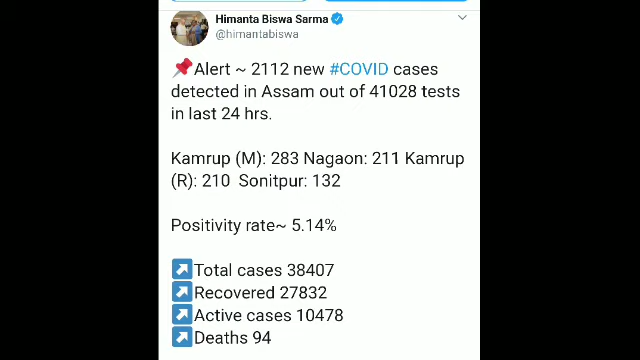 Himanta Biswa Sarma
@himantabiswa
📌Alert ~ 2112 new #COVID cases
detected in Assam out of 41028 tests
in last 24 hrs.
Kamrup (M): 283 Nagaon: 211 Kamrup
(R): 210 Sonitpur: 132
Positivity rate~ 5.14%
↗️Total cases 38407
↗️Recovered 27832
↗️Active cases 10478
↗️Deaths 94